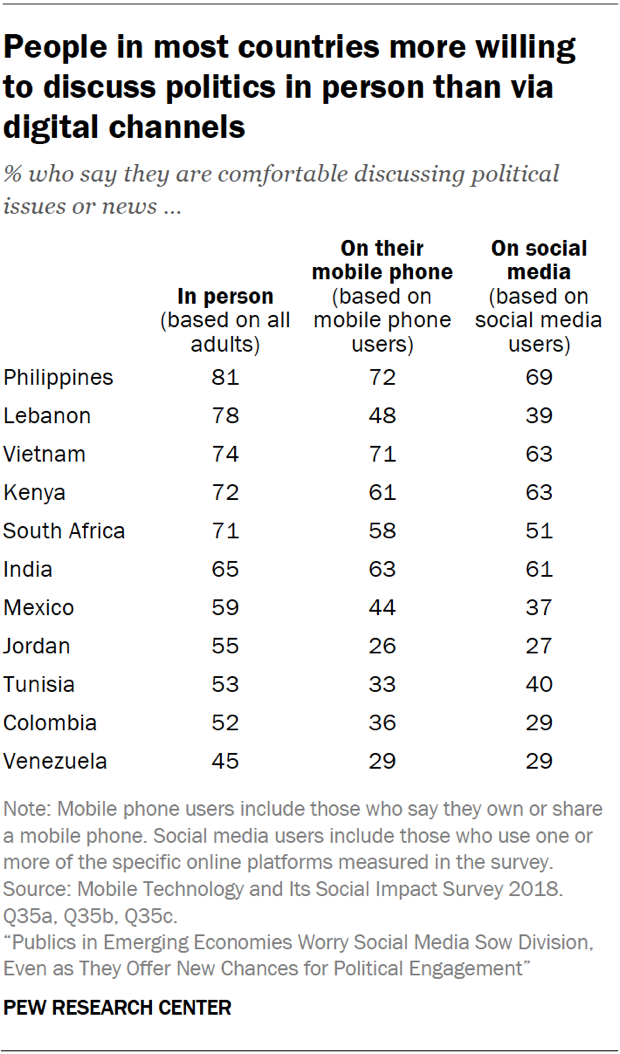 People in most countries more willing
to discuss politics in person than via
digital channels
% who say they are comfortable discussing political
issues or news ...
In person
(based on all
adults)
On their
mobile phone
(based on
mobile phone
users)
On social
media
(based on
social media
users)
Philippines 81 72 69
Lebanon 78 48 39
Vietnam 74 71 63
Kenya 72 61 63
South Africa 71 58 51
India 65 63 61
Mexico 59 44 37
Jordan 55 26 27
Tunisia 53 33 40
Colombia 52 36 29
Venezuela 45 29 29
Note: Mobile phone users include those who say they own or share
a mobile phone. Social media users include those who use one or
more of the specific online platforms measured in the survey.
Source: Mobile Technology and Its Social Impact Survey 2018.
Q35a, Q35b, Q35c.
“Publics in Emerging Economies Worry Social Media Sow Division,
Even as They Offer New Chances for Political Engagement”
PEW RESEARCH CENTER